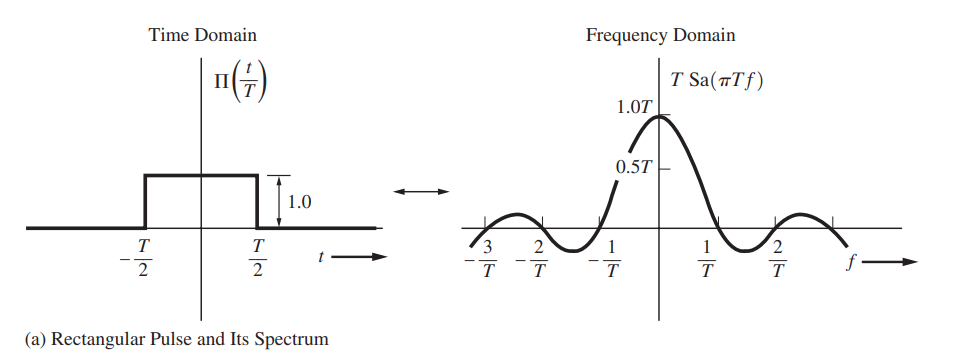 Time Domain
Π(t/T)
1.0
-T/2
T/2
t
Frequency Domain
T Sa(πTf)
1.0T
0.5T
-3/T
-2/T
-1/T
1/T
2/T
f
(a) Rectangular Pulse and Its Spectrum